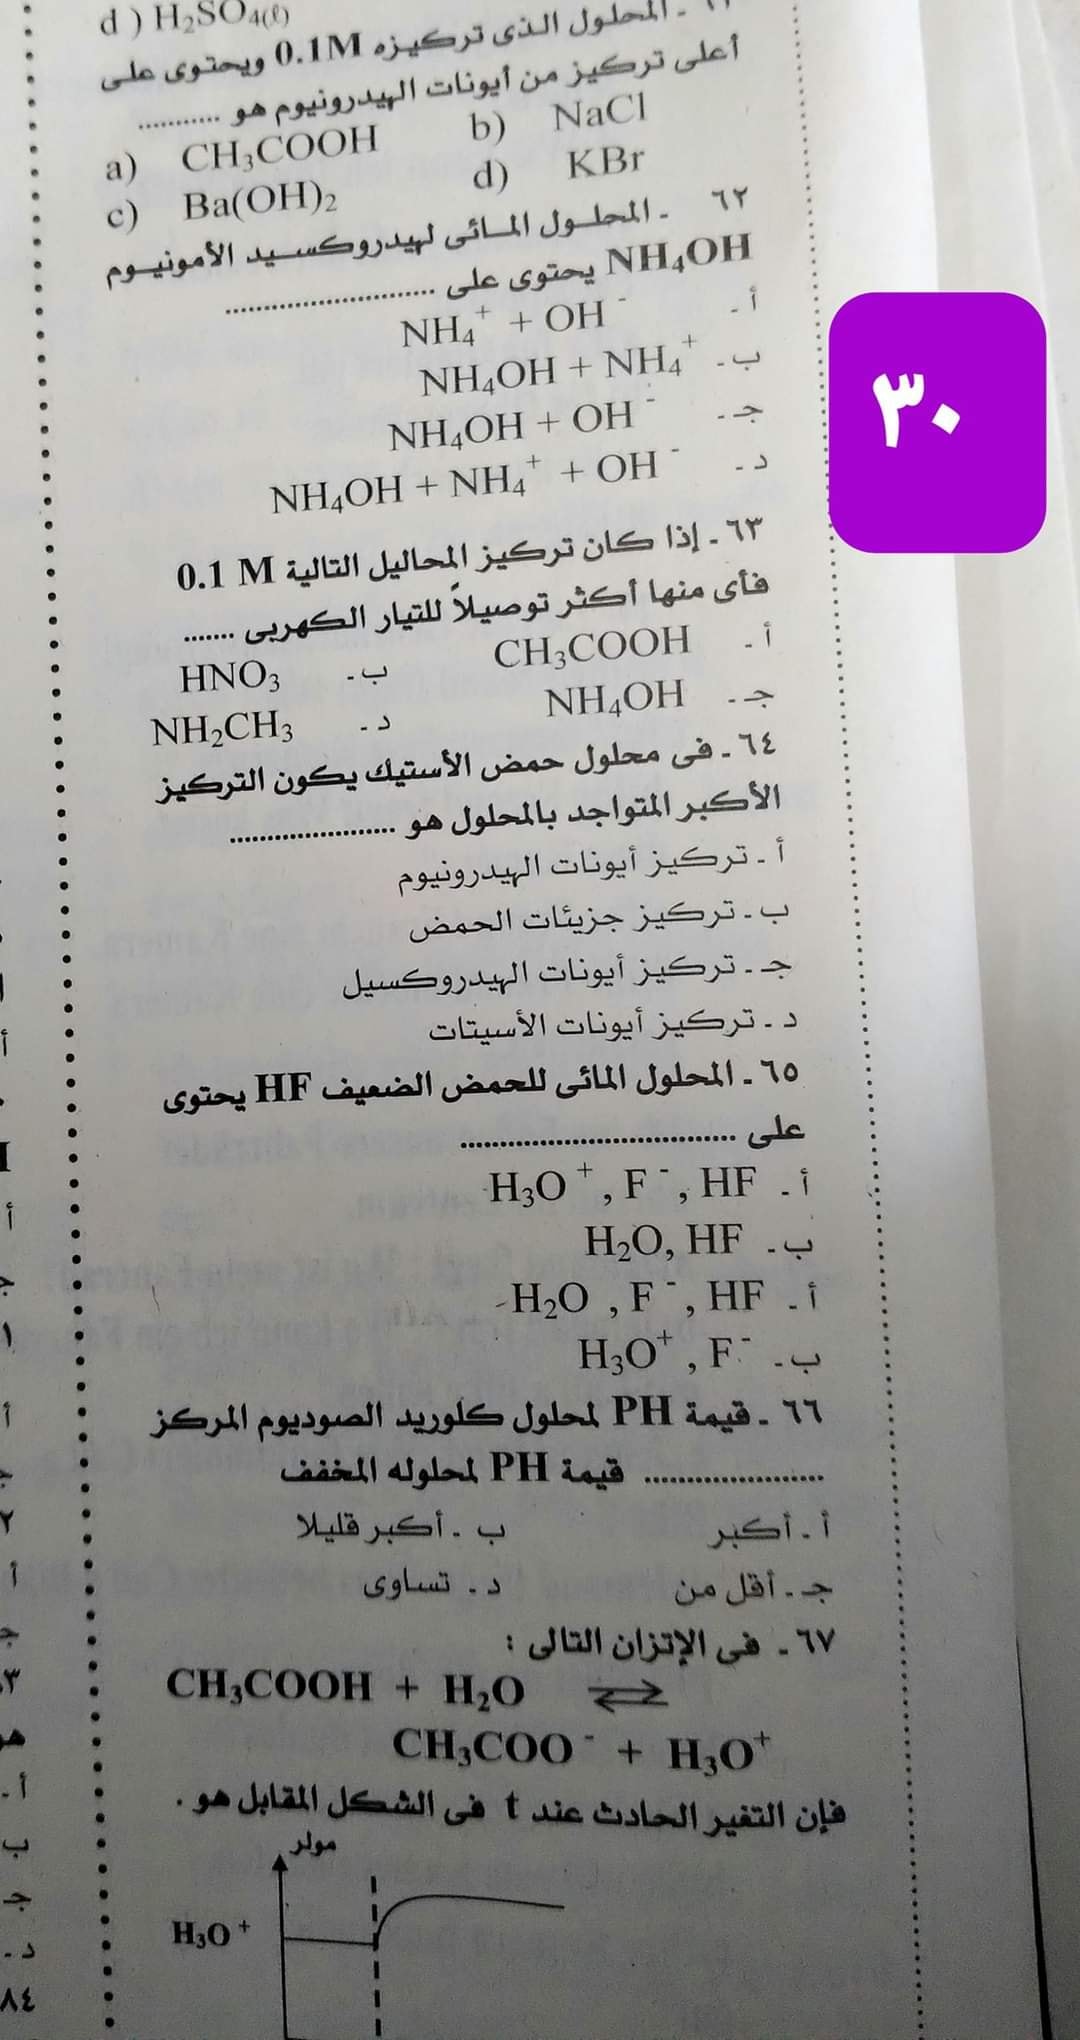 d ) H₂SO₄(ℓ)
المحلول الذى تركيزه 0.1M ويحتوى على
أعلى تركيز من أيونات الهيدرونيوم هو ...........
a) CH₃COOH b) NaCl
c) Ba(OH)₂ d) KBr
٦٢ - المحلول المائى لهيدروكسيد الأمونيوم
NH₄OH يحتوى على ......................
أ - NH₄⁺ + OH⁻
ب - NH₄OH + NH₄⁺
جـ - NH₄OH + OH⁻
د - NH₄OH + NH₄⁺ + OH⁻
٣٠
٦٣ - إذا كان تركيز المحاليل التالية 0.1 M
فأى منها أكثر توصيلاً للتيار الكهربى .......
أ - CH₃COOH ب - HNO₃
جـ - NH₄OH د - NH₂CH₃
٦٤ - فى محلول حمض الأستيك يكون التركيز
الأكبر المتواجد بالمحلول هو ......................
أ - تركيز أيونات الهيدرونيوم
ب - تركيز جزيئات الحمض
جـ - تركيز أيونات الهيدروكسيل
د - تركيز أيونات الأسيتات
٦٥ - المحلول المائى للحمض الضعيف HF يحتوى
على ....................................
أ - H₃O⁺ , F⁻ , HF
ب - H₂O, HF
أ - H₂O , F⁻ , HF
ب - H₃O⁺ , F⁻
٦٦ - قيمة PH لمحلول كلوريد الصوديوم المركز
...................... قيمة PH لمحلوله المخفف
أ - أكبر ب - أكبر قليلا
جـ - أقل من د - تساوى
٦٧ - فى الإتزان التالى :
CH₃COOH + H₂O ⇌
CH₃COO⁻ + H₃O⁺
فإن التغير الحادث عند t فى الشكل المقابل هو .
مولر
H₃O⁺